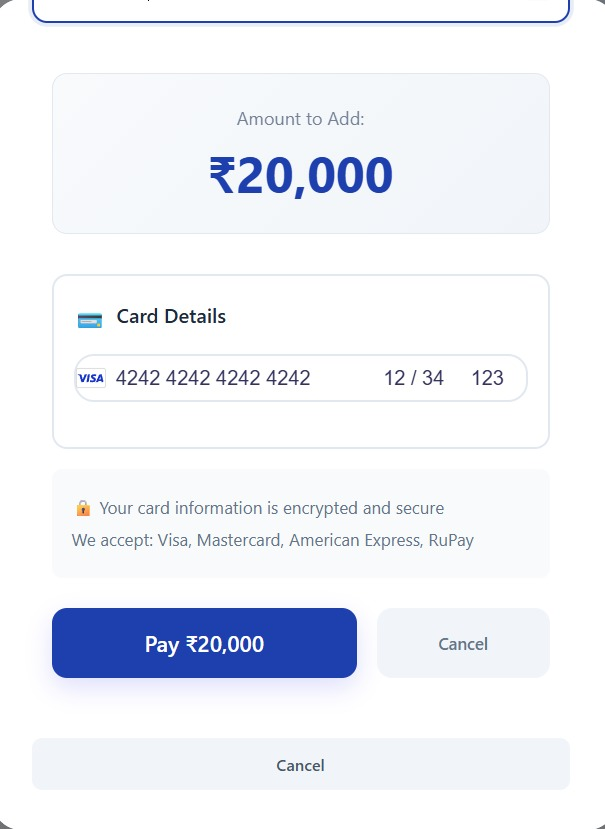 Amount to Add:
₹20,000
Card Details
VISA 4242 4242 4242 4242 12 / 34 123
Your card information is encrypted and secure
We accept: Visa, Mastercard, American Express, RuPay
Pay ₹20,000 Cancel
Cancel